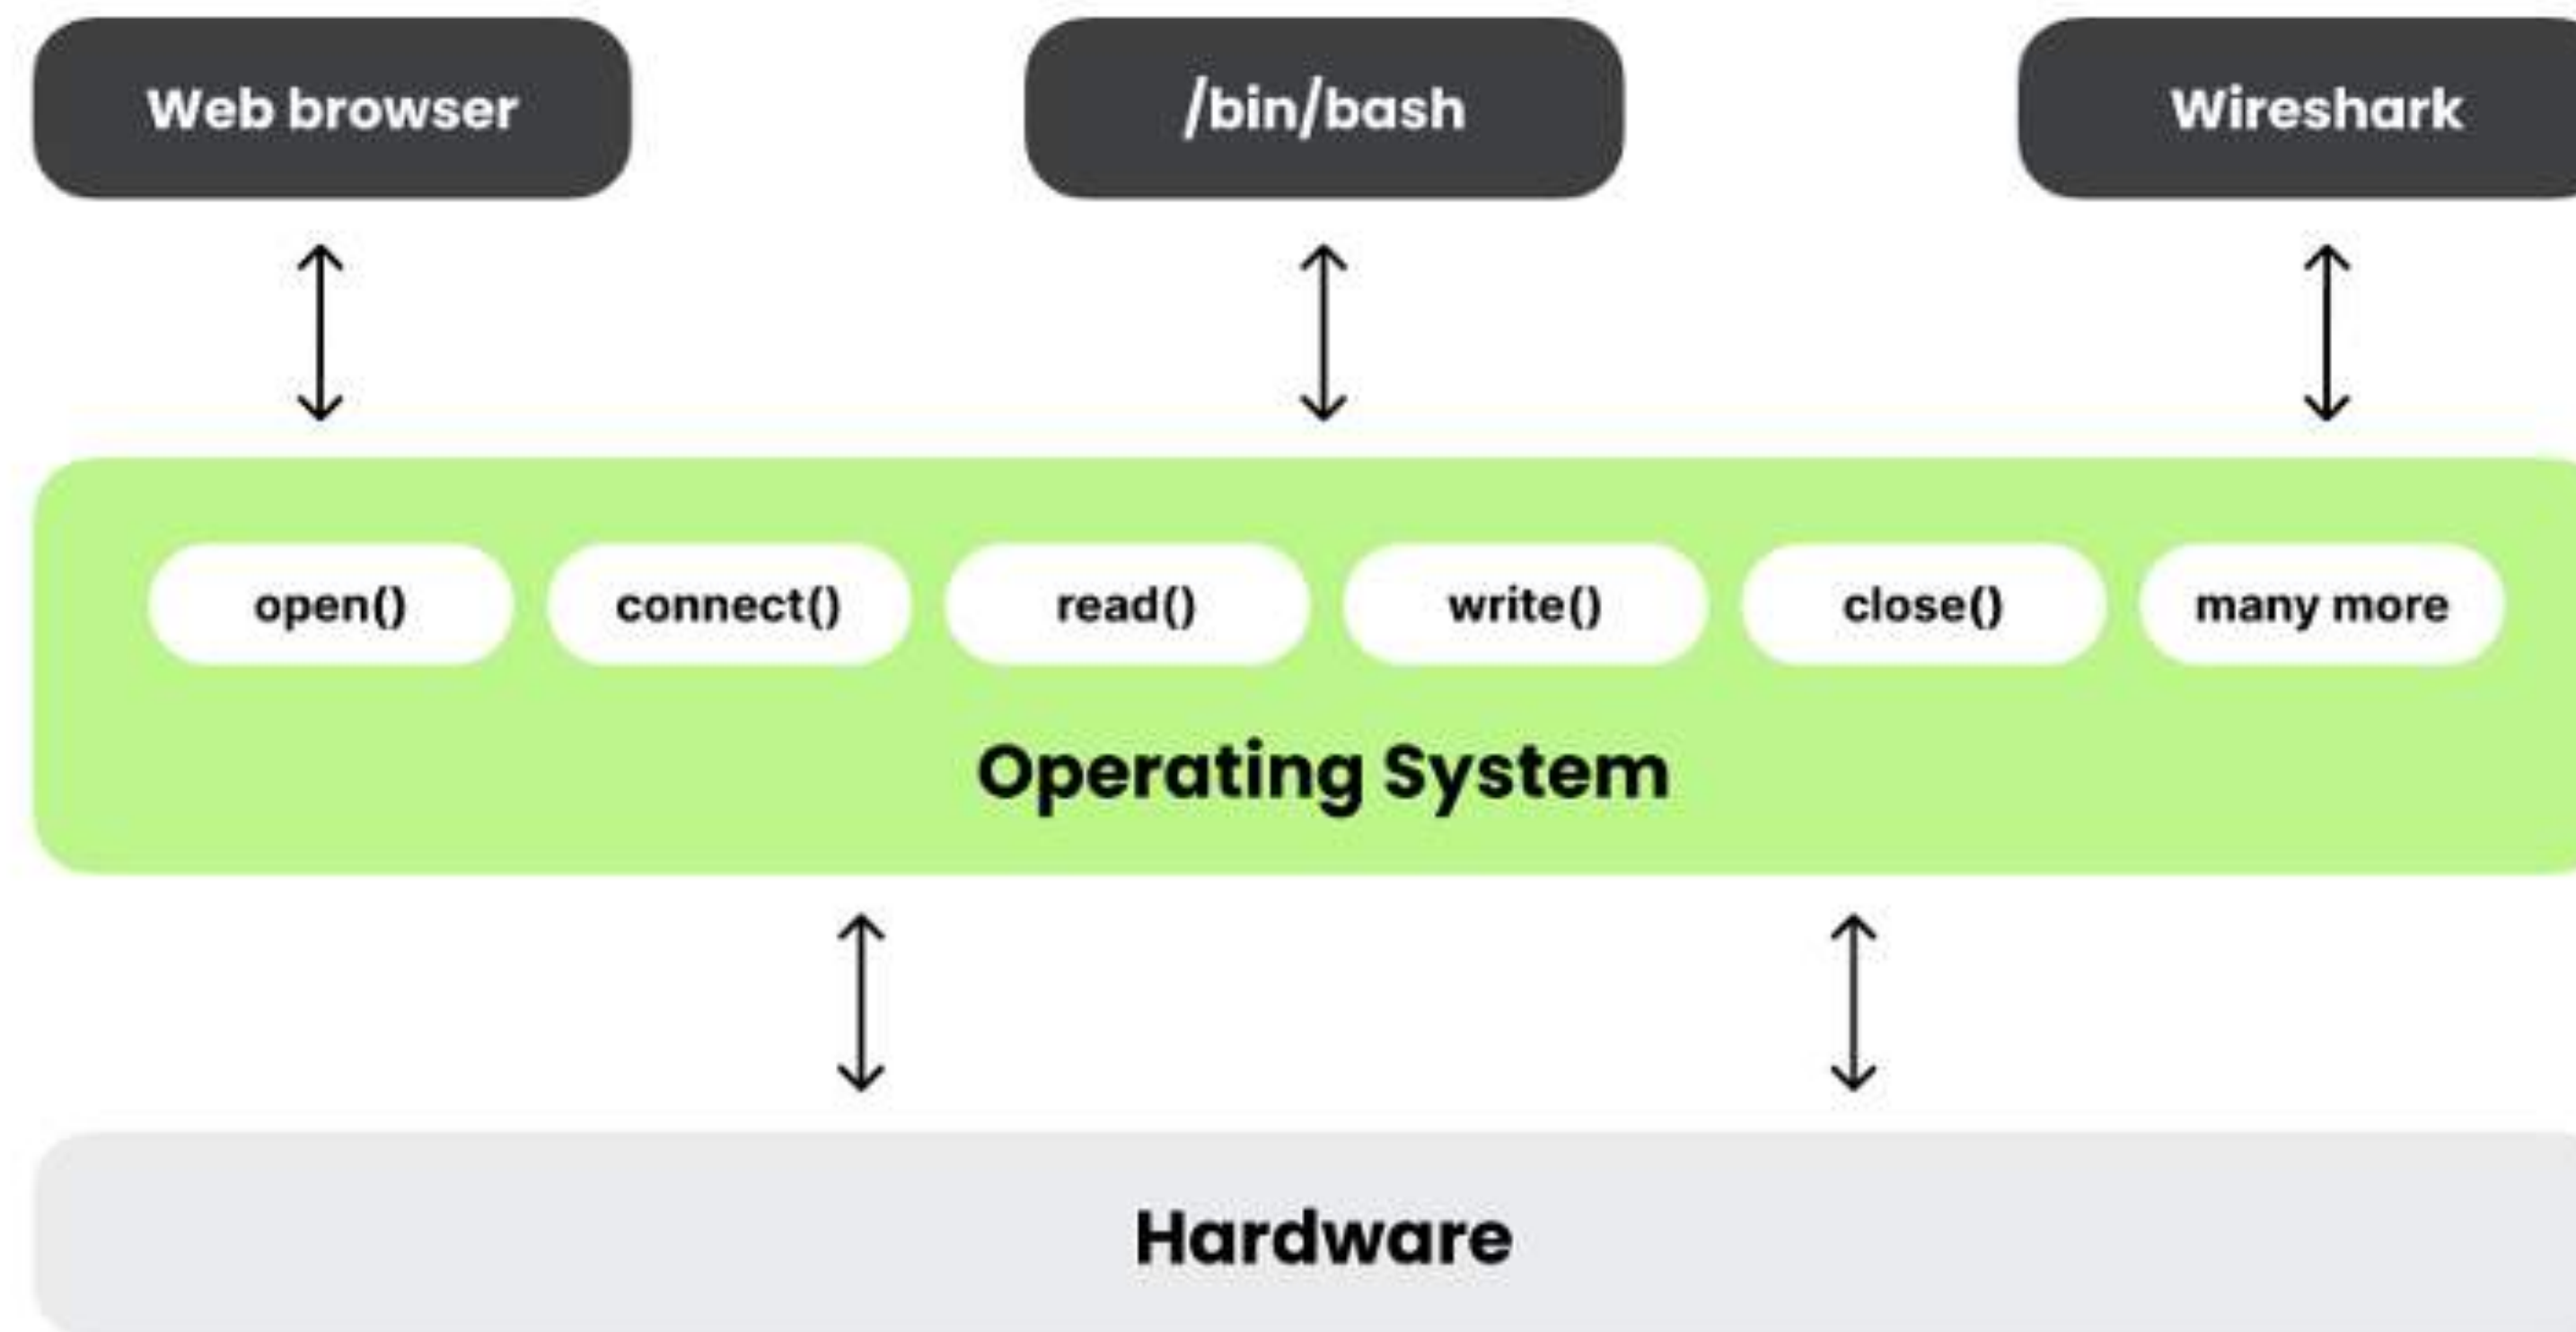 Web browser /bin/bash Wireshark
open() connect() read() write() close() many more
Operating System
Hardware